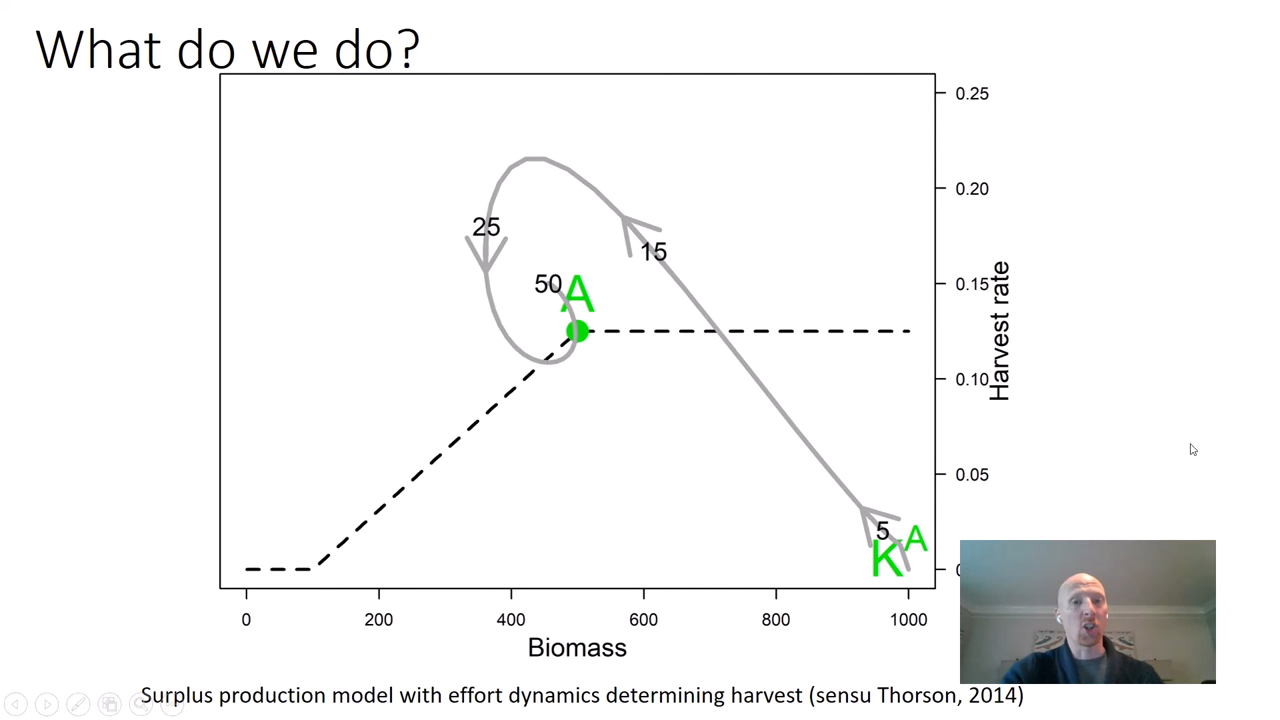 What do we do?
0.25
0.20
0.15
0.10
0.05
Harvest rate
25
15
50
A
5
K A
0 200 400 600 800 1000
Biomass
Surplus production model with effort dynamics determining harvest (sensu Thorson, 2014)